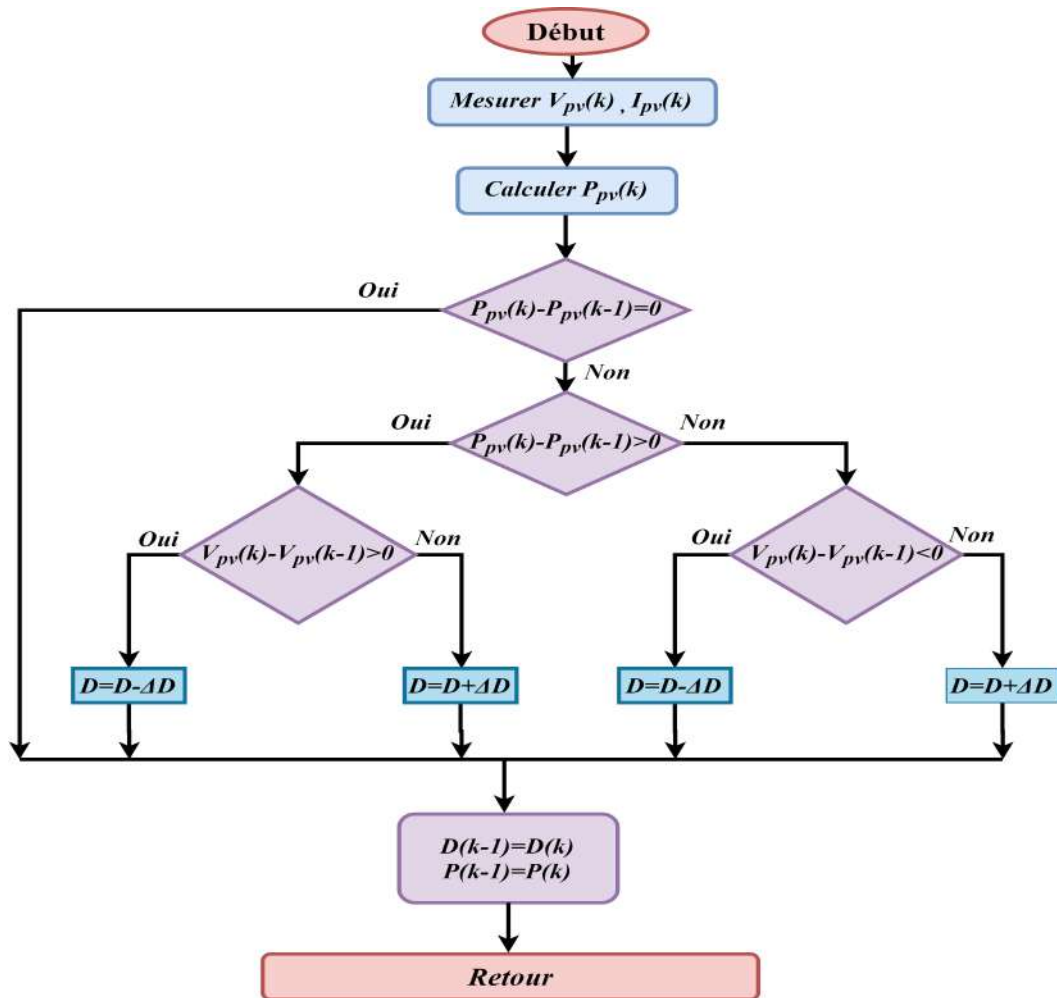 Début
Mesurer Vpv(k) , Ipv(k)
Calculer Ppv(k)
Oui
Ppv(k)-Ppv(k-1)=0
Non
Oui
Ppv(k)-Ppv(k-1)>0
Non
Oui
Vpv(k)-Vpv(k-1)>0
Non
Oui
Vpv(k)-Vpv(k-1)<0
Non
D=D-ΔD
D=D+ΔD
D=D-ΔD
D=D+ΔD
D(k-1)=D(k)
P(k-1)=P(k)
Retour